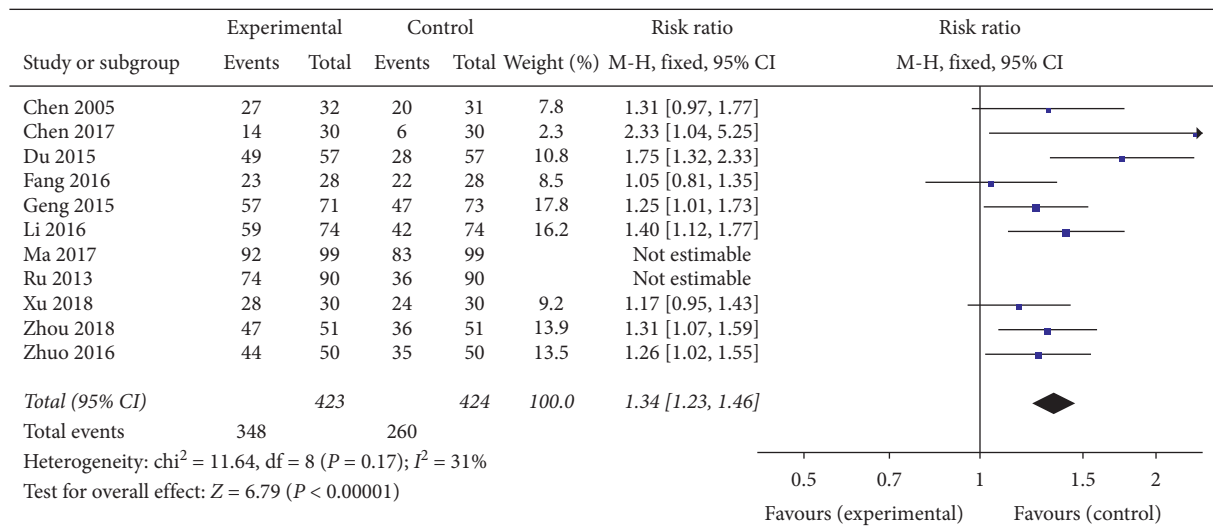 Experimental Control Risk ratio Risk ratio
Study or subgroup Events Total Events Total Weight (%) M-H, fixed, 95% CI M-H, fixed, 95% CI
Chen 2005 27 32 20 31 7.8 1.31 [0.97, 1.77]
Chen 2017 14 30 6 30 2.3 2.33 [1.04, 5.25]
Du 2015 49 57 28 57 10.8 1.75 [1.32, 2.33]
Fang 2016 23 28 22 28 8.5 1.05 [0.81, 1.35]
Geng 2015 57 71 47 73 17.8 1.25 [1.01, 1.73]
Li 2016 59 74 42 74 16.2 1.40 [1.12, 1.77]
Ma 2017 92 99 83 99 Not estimable
Ru 2013 74 90 36 90 Not estimable
Xu 2018 28 30 24 30 9.2 1.17 [0.95, 1.43]
Zhou 2018 47 51 36 51 13.9 1.31 [1.07, 1.59]
Zhuo 2016 44 50 35 50 13.5 1.26 [1.02, 1.55]
Total (95% CI) 423 424 100.0 1.34 [1.23, 1.46]
Total events 348 260
Heterogeneity: chi² = 11.64, df = 8 (P = 0.17); I² = 31%
Test for overall effect: Z = 6.79 (P < 0.00001)
0.5 0.7 1 1.5 2
Favours (experimental) Favours (control)